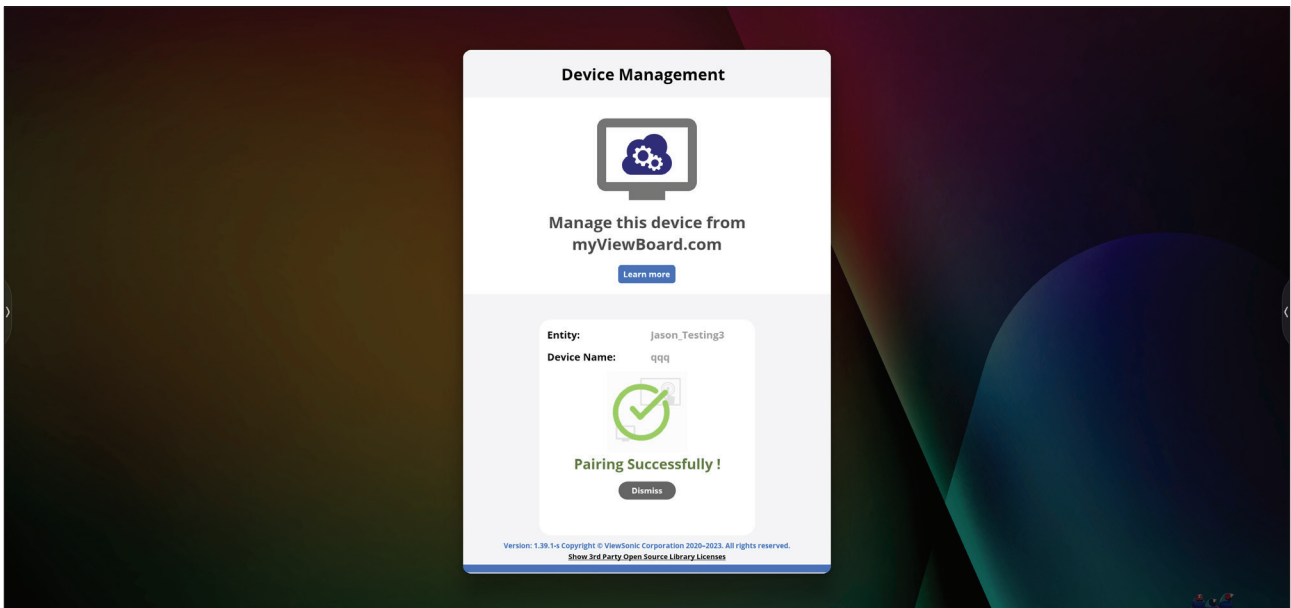 Device Management
Manage this device from
myViewBoard.com
Learn more
Entity: Jason_Testing3
Device Name: qqq
Pairing Successfully !
Dismiss
Version: 1.39.1-s Copyright © ViewSonic Corporation 2020-2023. All rights reserved.
Show 3rd Party Open Source Library Licenses